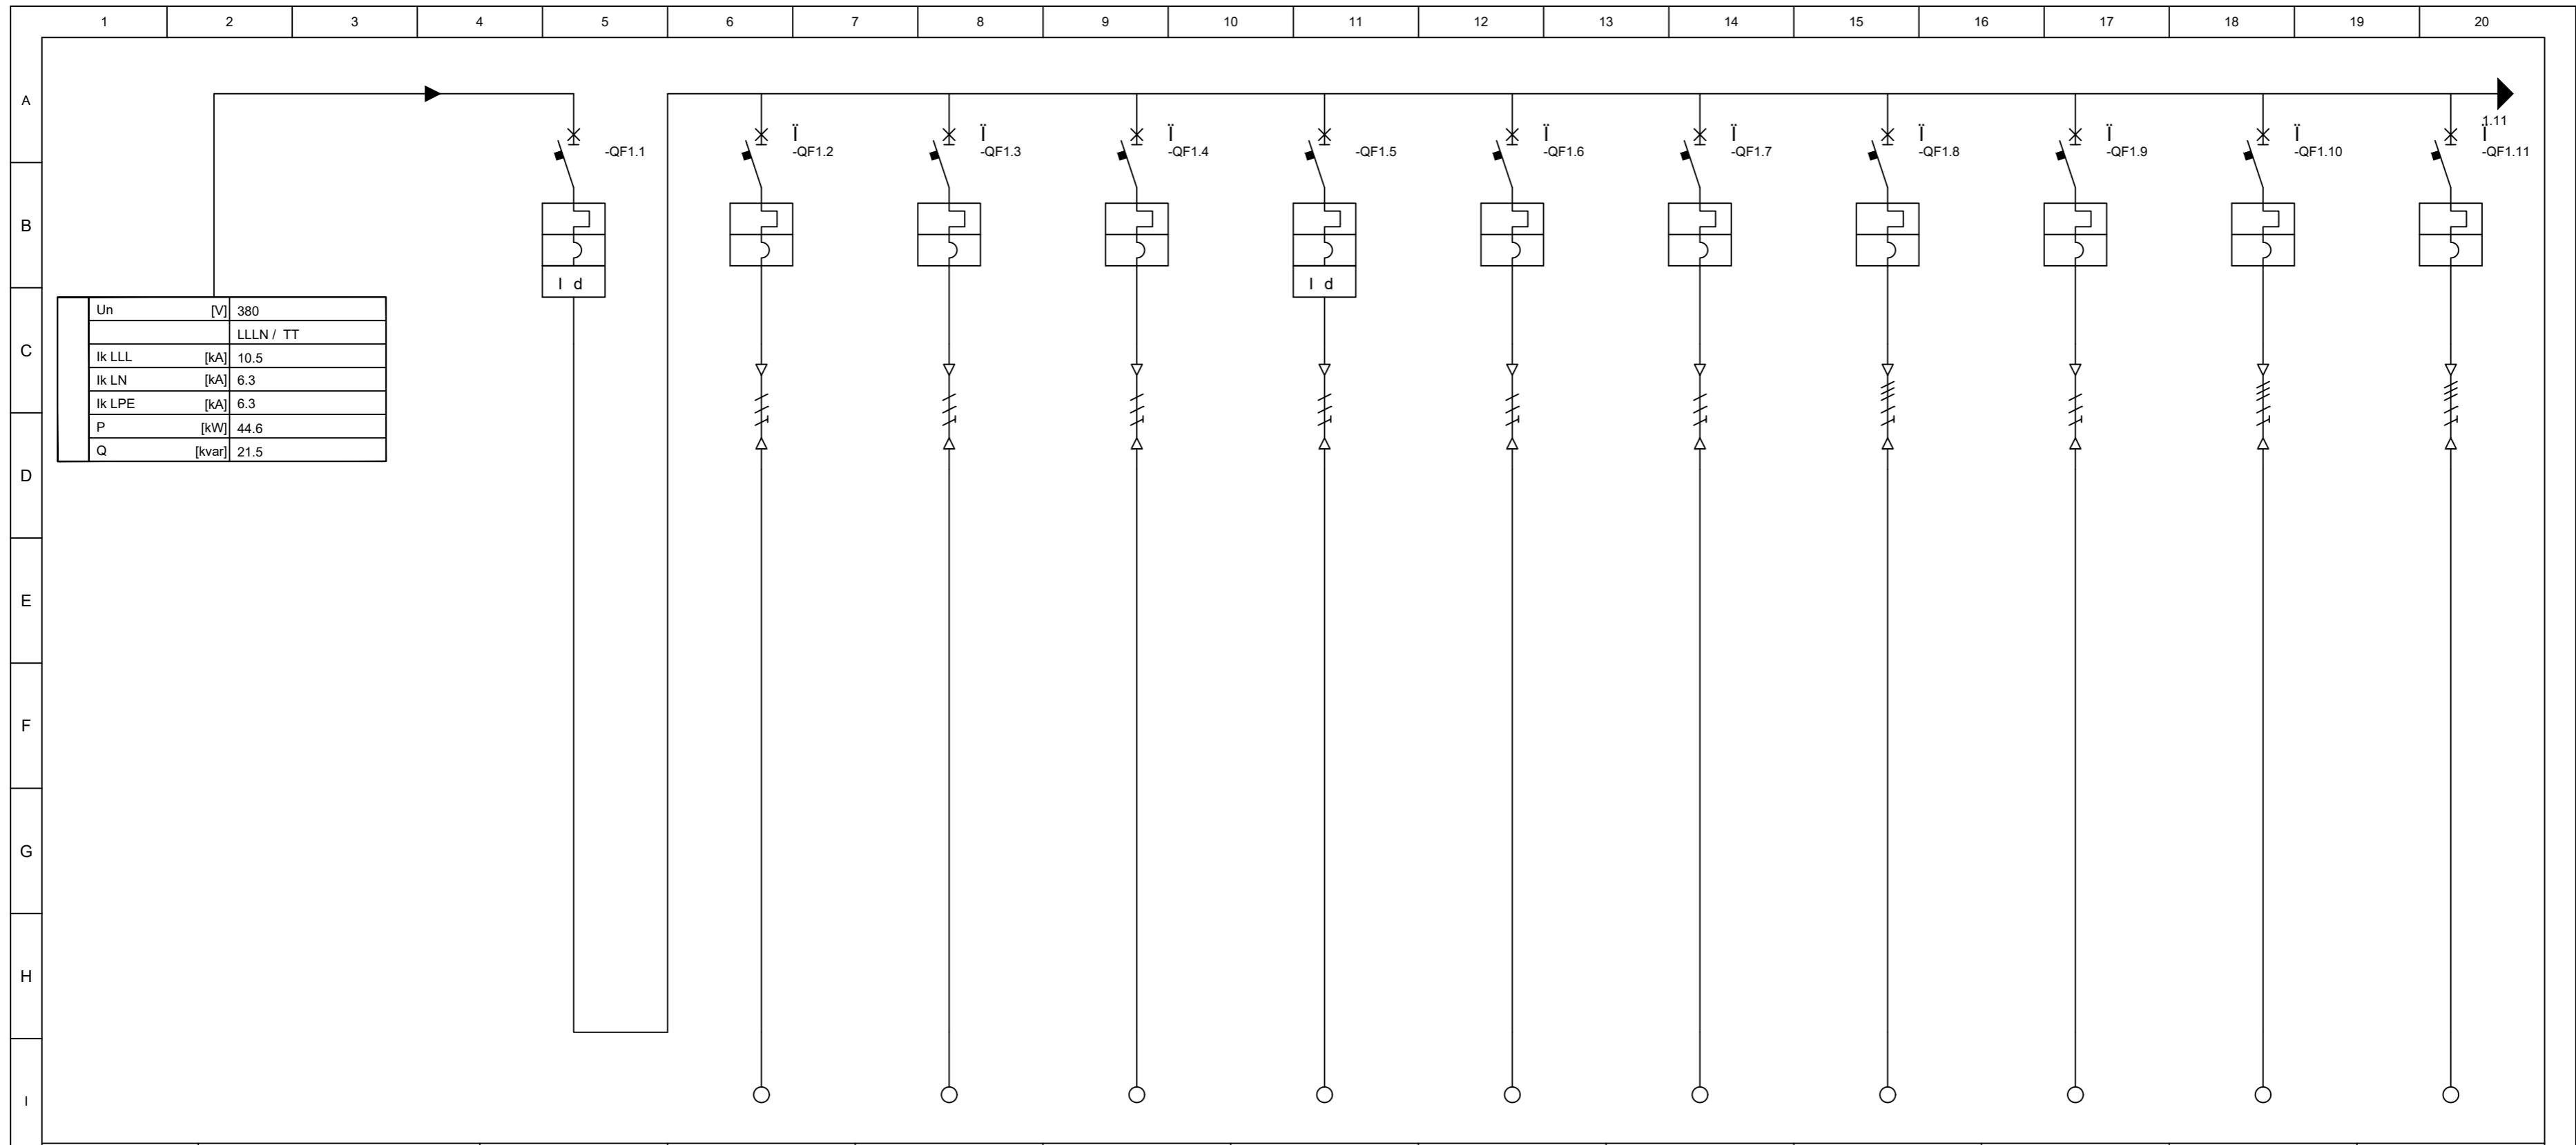 1 2 3 4 5 6 7 8 9 10 11 12 13 14 15 16 17 18 19 20
A
1.11
Ï Ï Ï Ï Ï Ï Ï Ï Ï
-QF1.1 -QF1.2 -QF1.3 -QF1.4 -QF1.5 -QF1.6 -QF1.7 -QF1.8 -QF1.9 -QF1.10 -QF1.11
B
I d I d
Un [V] 380
LLLN / TT
C
Ik LLL [kA] 10.5
Ik LN [kA] 6.3
Ik LPE [kA] 6.3
P [kW] 44.6
Q [kvar] 21.5
D
E
F
G
H
I